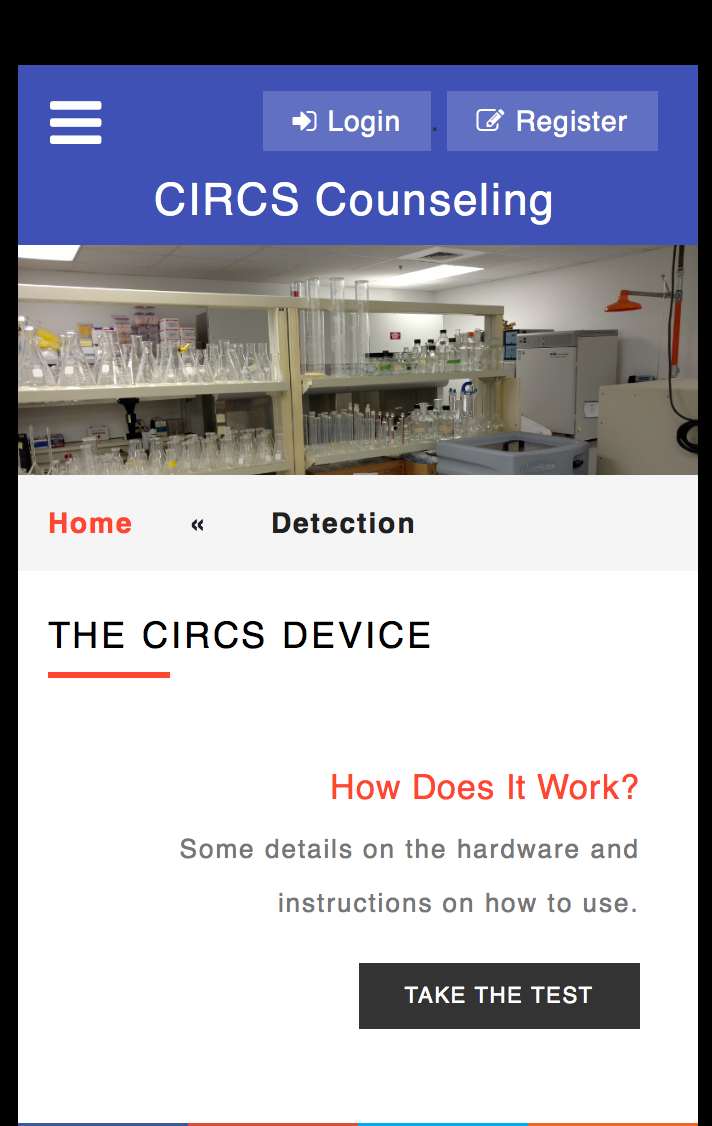 Login . Register
CIRCS Counseling
Home « Detection
THE CIRCS DEVICE
How Does It Work?
Some details on the hardware and
instructions on how to use.
TAKE THE TEST